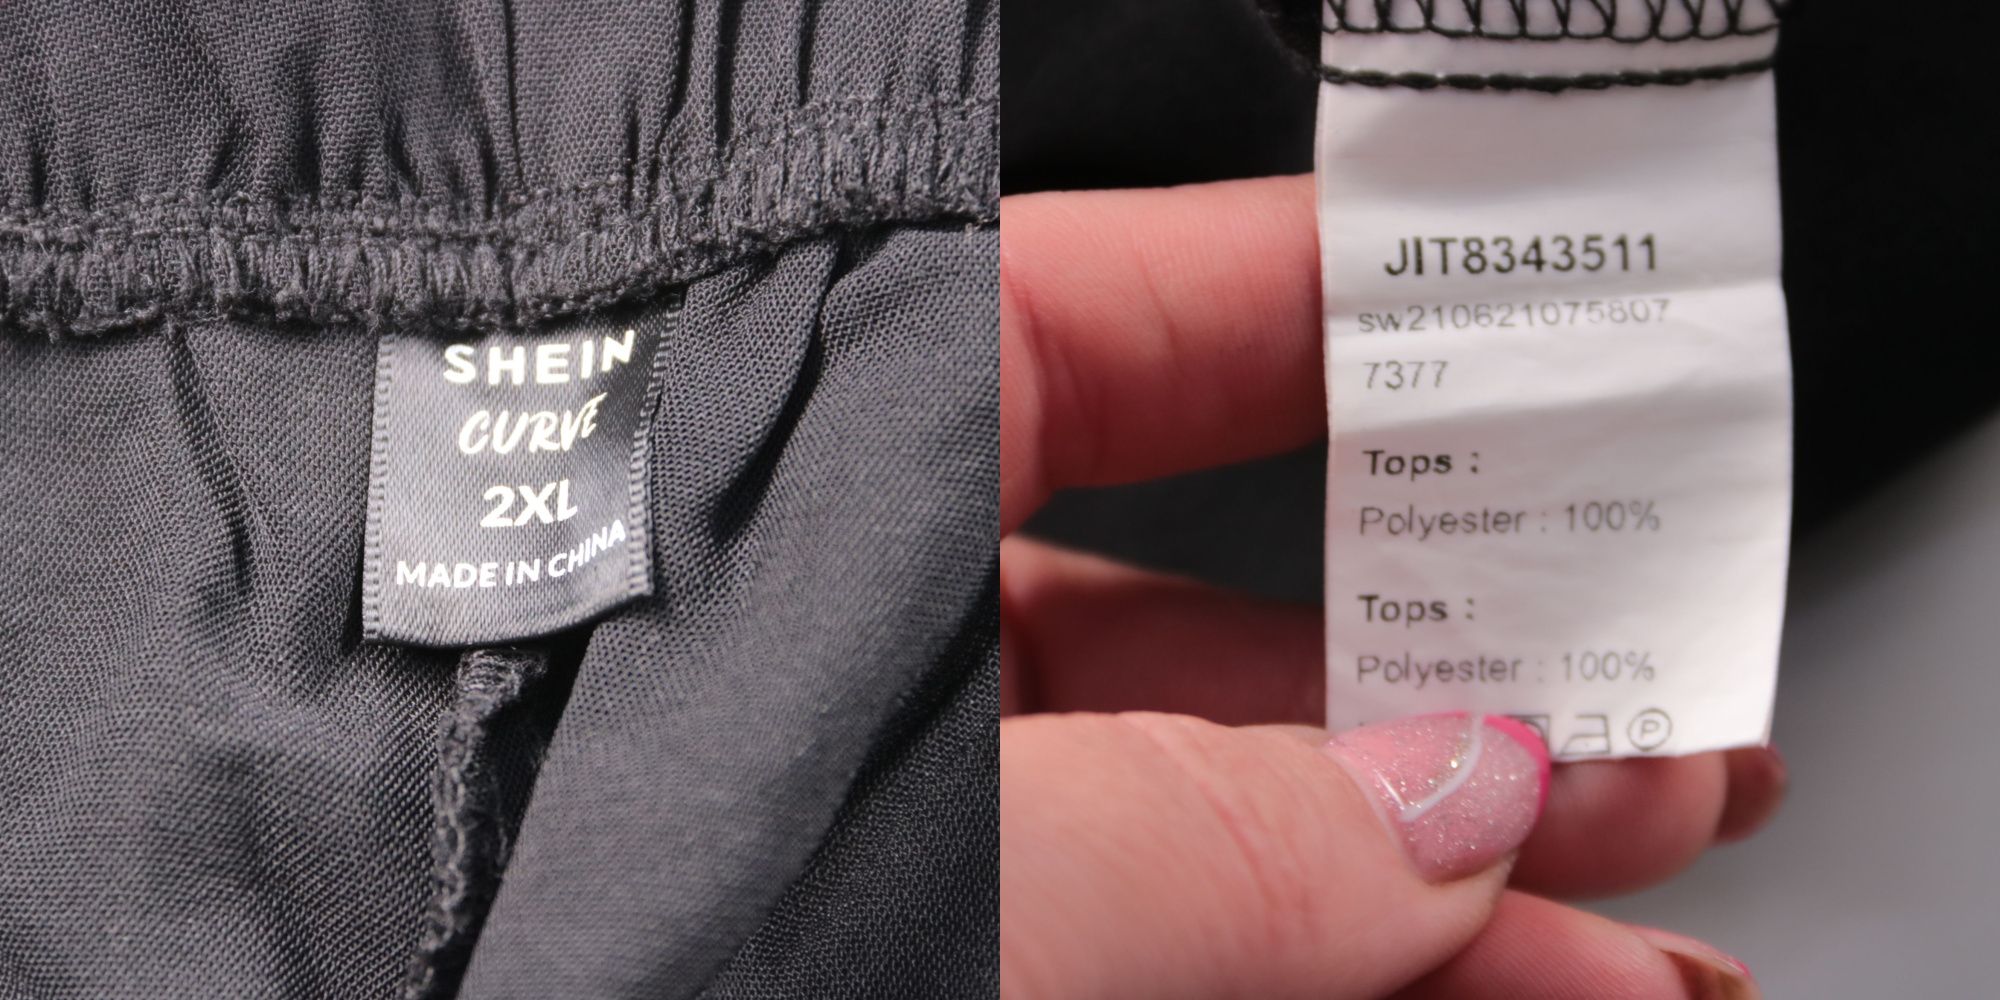 SHEIN
CURVE
2XL
MADE IN CHINA
JIT8343511
sw210621075807
7377
Tops :
Polyester : 100%
Tops :
Polyester : 100%
P